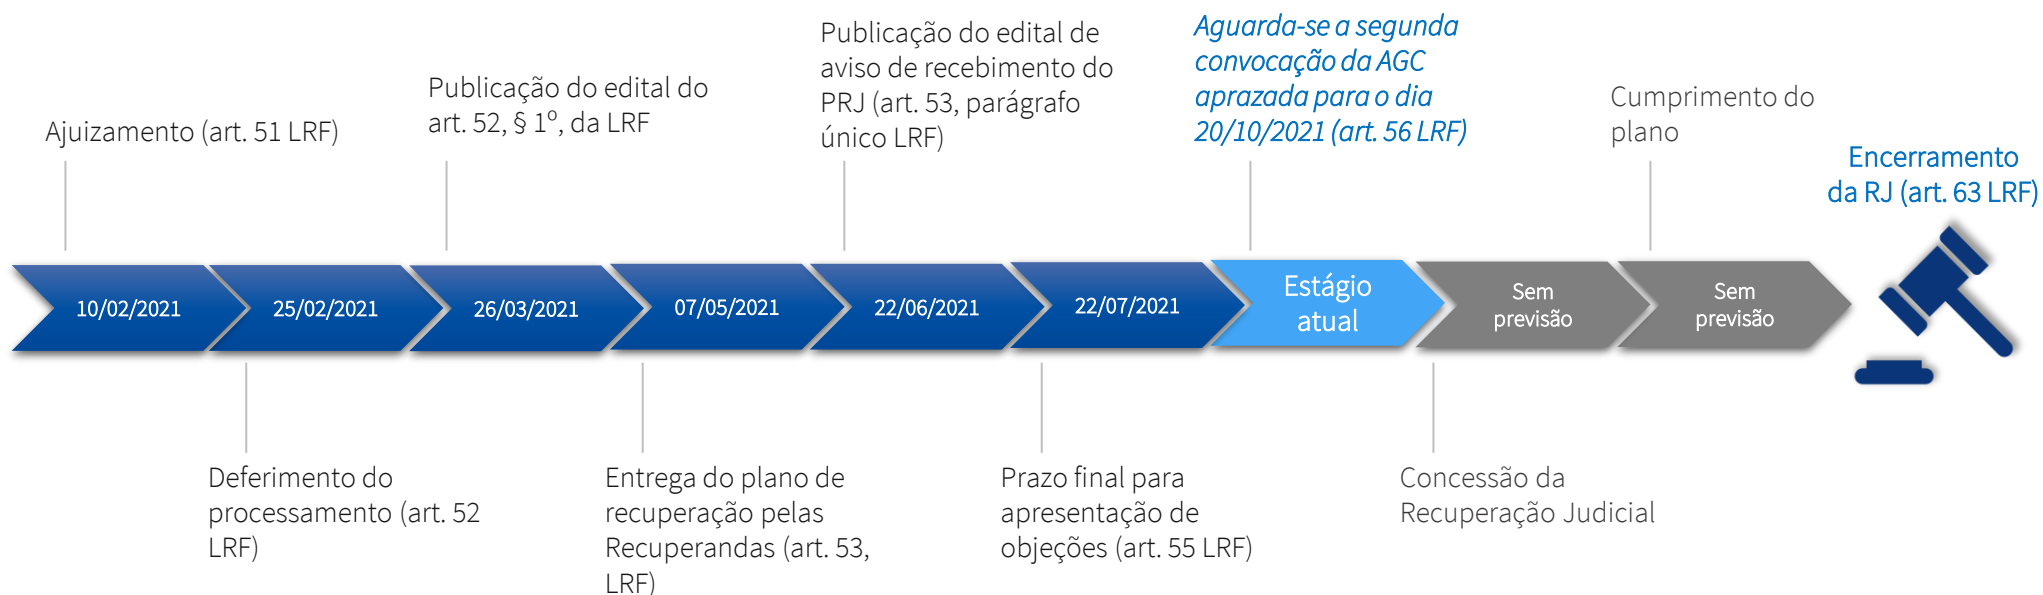 Ajuizamento (art. 51 LRF)
Publicação do edital do
art. 52, § 1º, da LRF
Publicação do edital de
aviso de recebimento do
PRJ (art. 53, parágrafo
único LRF)
Aguarda-se a segunda
convocação da AGC
aprazada para o dia
20/10/2021 (art. 56 LRF)
Cumprimento do
plano
Encerramento
da RJ (art. 63 LRF)
10/02/2021
25/02/2021
26/03/2021
07/05/2021
22/06/2021
22/07/2021
Estágio
atual
Sem
previsão
Sem
previsão
Deferimento do
processamento (art. 52
LRF)
Entrega do plano de
recuperação pelas
Recuperandas (art. 53,
LRF)
Prazo final para
apresentação de
objeções (art. 55 LRF)
Concessão da
Recuperação Judicial